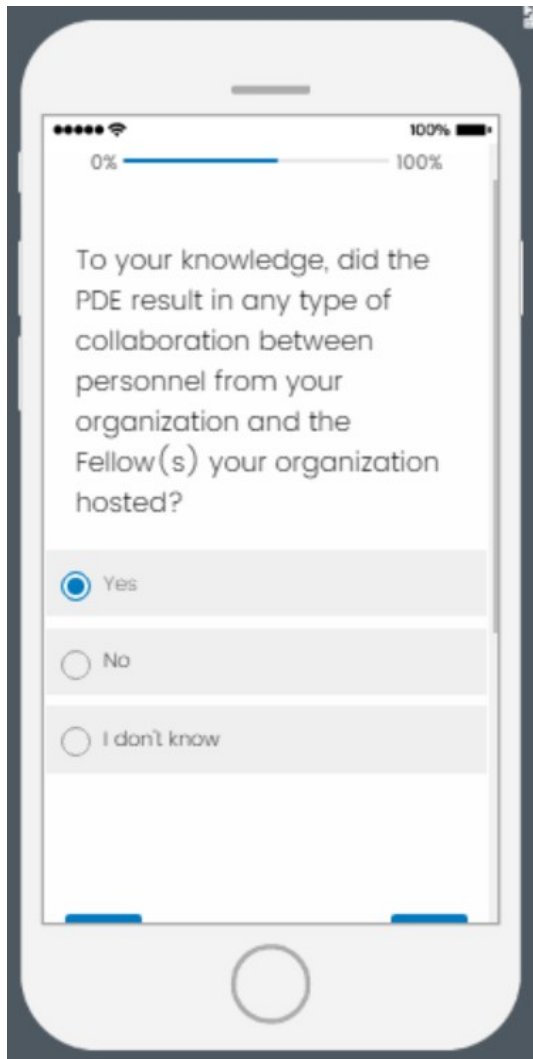 100%
0% 100%
To your knowledge, did the
PDE result in any type of
collaboration between
personnel from your
organization and the
Fellow(s) your organization
hosted?
Yes
No
I don't know